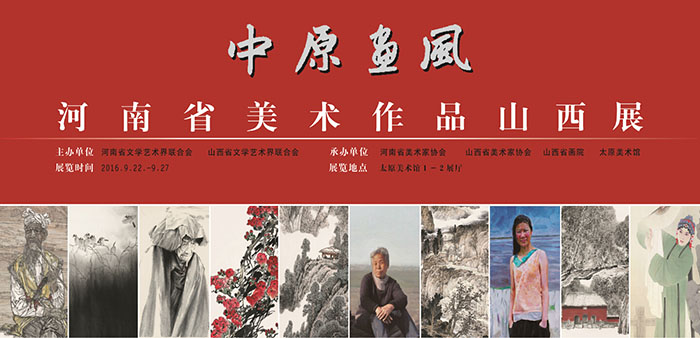 中原画風
河南省美术作品山西展
主办单位 河南省文学艺术界联合会 山西省文学艺术界联合会 承办单位 河南省美术家协会 山西省美术家协会 山西省画院 太原美术馆
展览时间 2016.9.22.-9.27 展览地点 太原美术馆1－2展厅